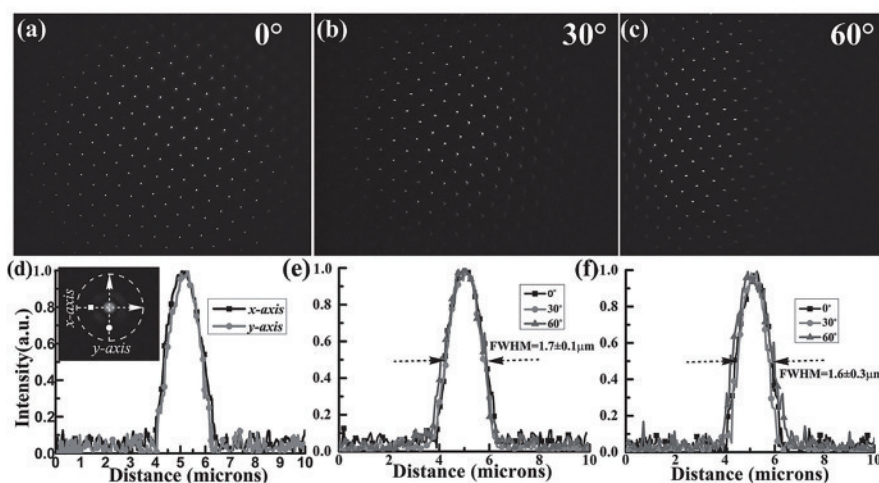 (a) 0° (b) 30° (c) 60°
(d) 1.0 0.8 0.6 0.4 0.2 0.0
Intensity(a.u.)
x-axis
y-axis
x-axis
y-axis
0 1 2 3 4 5 6 7 8 9 10
Distance (microns)
(e) 1.0 0.8 0.6 0.4 0.2 0.0
0°
30°
60°
FWHM=1.7±0.1μm
0 2 4 6 8 10
Distance (microns)
(f) 1.0 0.8 0.6 0.4 0.2 0.0
0°
30°
60°
FWHM=1.6±0.3μm
0 2 4 6 8 10
Distance (microns)